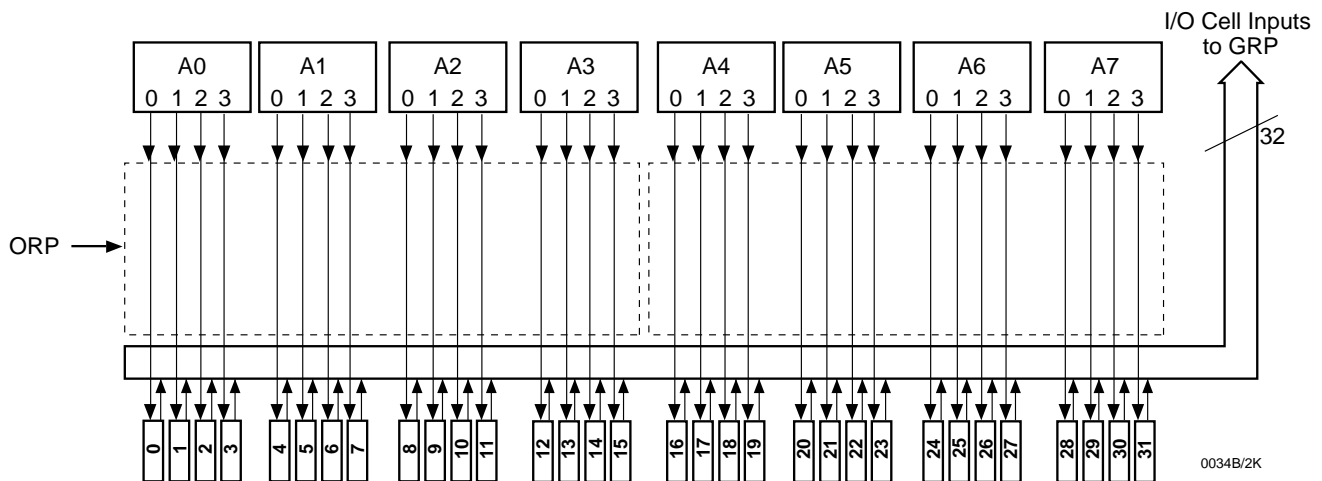 I/O Cell Inputs
to GRP
A0 A1 A2 A3 A4 A5 A6 A7
0 1 2 3 0 1 2 3 0 1 2 3 0 1 2 3 0 1 2 3 0 1 2 3 0 1 2 3 0 1 2 3
32
ORP
0 1 2 3 4 5 6 7 8 9 10 11 12 13 14 15 16 17 18 19 20 21 22 23 24 25 26 27 28 29 30 31
0034B/2K